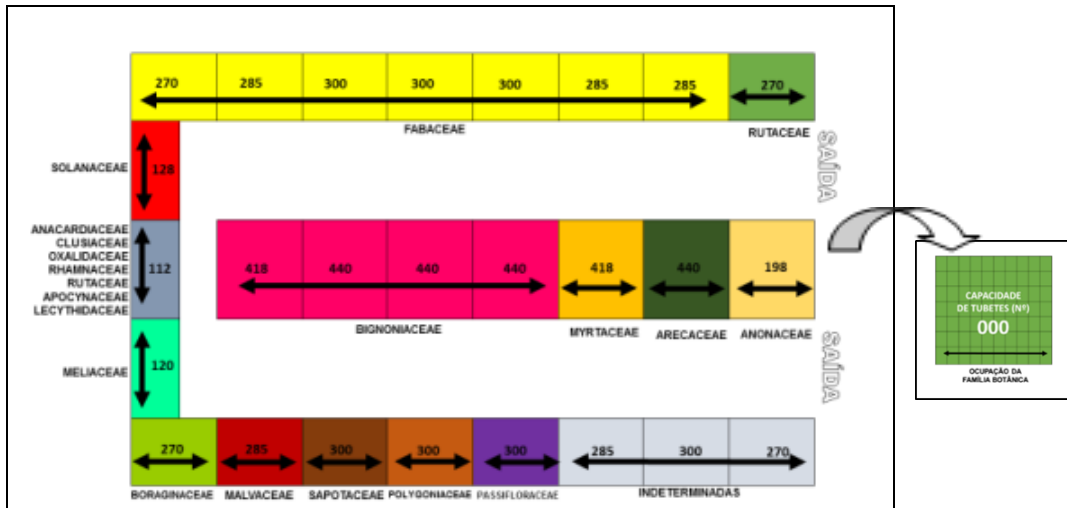 270 285 300 300 300 285 285 270
FABACEAE
RUTACEAE
SAÍDA
SOLANACEAE
128
ANACARDIACEAE
CLUSIACEAE
OXALIDACEAE
RHAMNACEAE
RUTACEAE
APOCYNACEAE
LECYTHIDACEAE
112
418 440 440 440 418 440 198
BIGNONIACEAE
MYRTACEAE
ARECACEAE
ANONACEAE
SAÍDA
MELIACEAE
120
270 285 300 300 300 285 300 270
BORAGINACEAE
MALVACEAE
SAPOTACEAE
POLYGONIACEAE
PASSIFLORACEAE
INDETERMINADAS
CAPACIDADE
DE TUBETES (Nº)
000
OCUPAÇÃO DA
FAMÍLIA BOTÂNICA